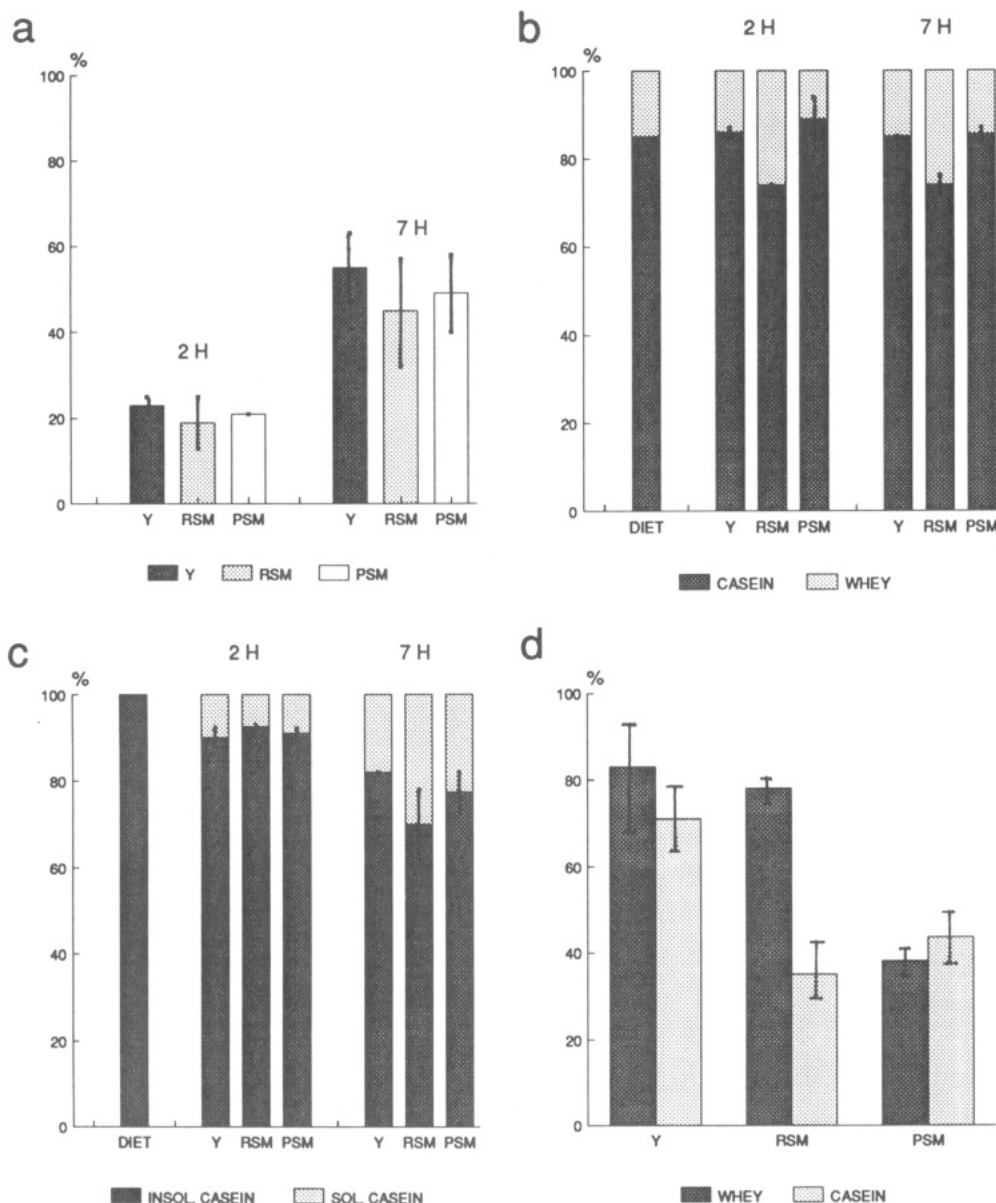 a
%
100
80
60
40
20
0
2 H
7 H
Y RSM PSM Y RSM PSM
Y RSM PSM
b
2 H 7 H
%
100
80
60
40
20
0
DIET Y RSM PSM Y RSM PSM
CASEIN WHEY
c
2 H 7 H
%
100
80
60
40
20
0
DIET Y RSM PSM Y RSM PSM
INSOL. CASEIN SOL. CASEIN
d
%
100
80
60
40
20
0
Y RSM PSM
WHEY CASEIN